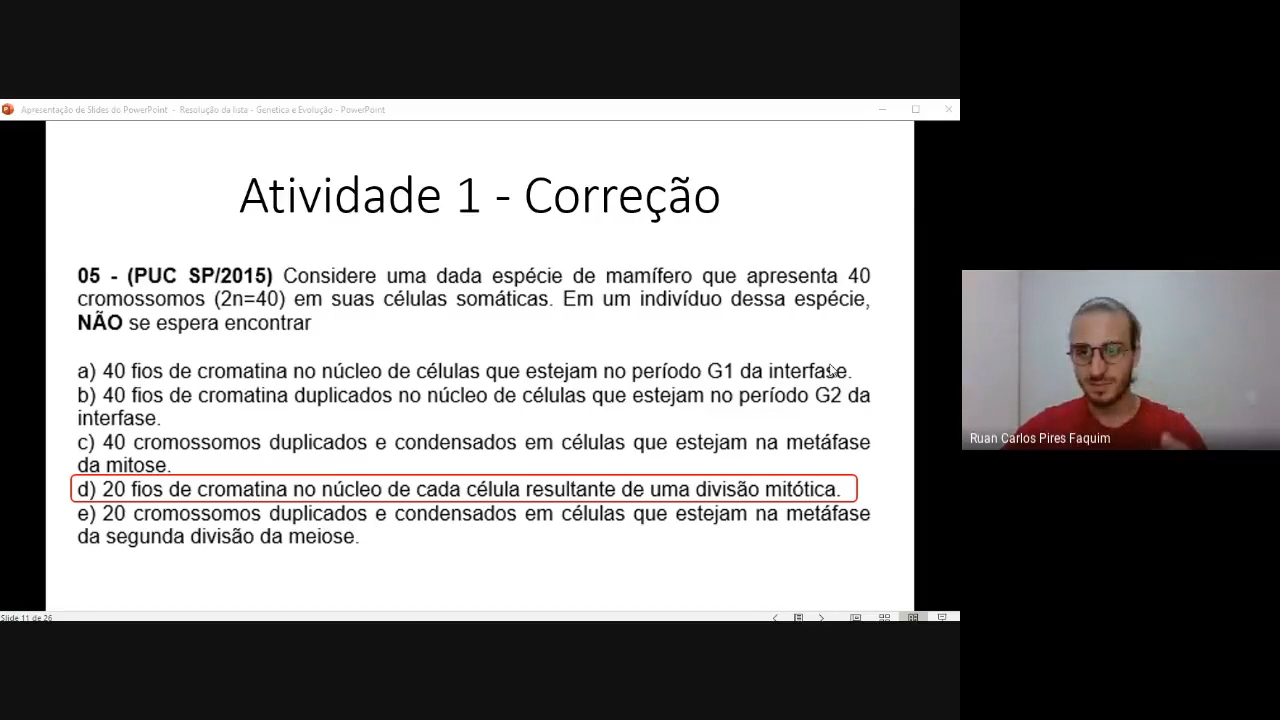 Apresentação de Slides do PowerPoint - Resolução da lista - Genetica e Evolução - PowerPoint
Atividade 1 - Correção
05 - (PUC SP/2015) Considere uma dada espécie de mamífero que apresenta 40
cromossomos (2n=40) em suas células somáticas. Em um indivíduo dessa espécie,
NÃO se espera encontrar
a) 40 fios de cromatina no núcleo de células que estejam no período G1 da interfase.
b) 40 fios de cromatina duplicados no núcleo de células que estejam no período G2 da
interfase.
c) 40 cromossomos duplicados e condensados em células que estejam na metáfase
da mitose.
d) 20 fios de cromatina no núcleo de cada célula resultante de uma divisão mitótica.
e) 20 cromossomos duplicados e condensados em células que estejam na metáfase
da segunda divisão da meiose.
Ruan Carlos Pires Faquim
Slide 11 de 26